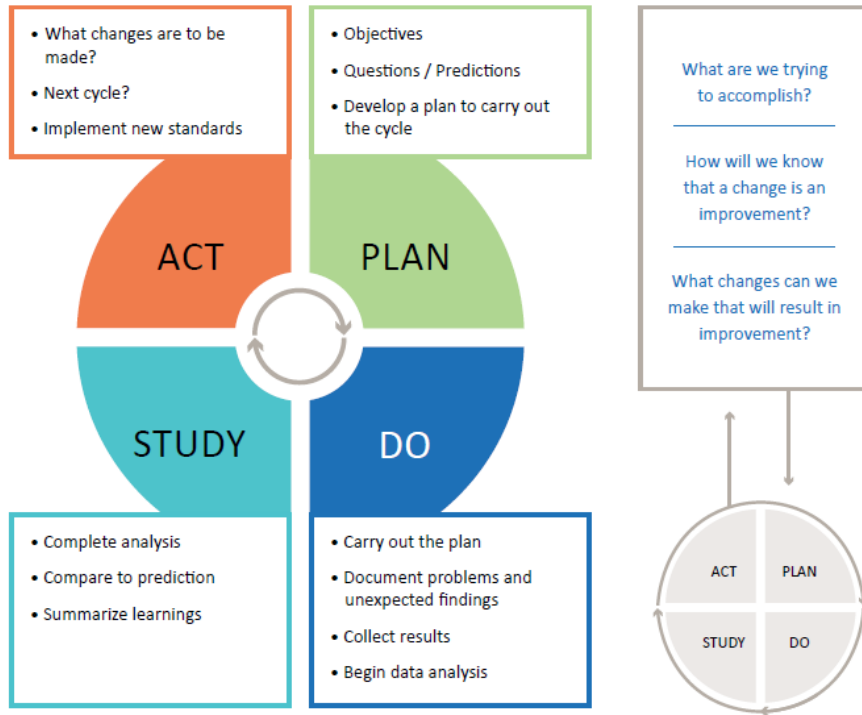 • What changes are to be
made?
• Next cycle?
• Implement new standards
• Objectives
• Questions / Predictions
• Develop a plan to carry out
the cycle
ACT
PLAN
STUDY
DO
• Complete analysis
• Compare to prediction
• Summarize learnings
• Carry out the plan
• Document problems and
unexpected findings
• Collect results
• Begin data analysis
What are we trying
to accomplish?
How will we know
that a change is an
improvement?
What changes can we
make that will result in
improvement?
ACT
PLAN
STUDY
DO